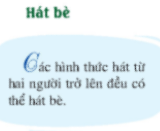 Hát bè
Các hình thức hát từ
hai người trở lên đều có
thể hát bè.